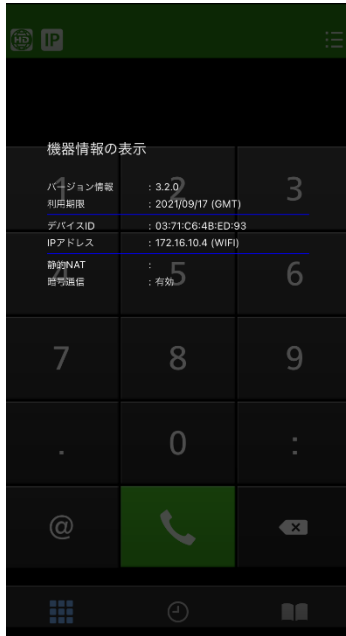 HD IP
機器情報の表示
バージョン情報 : 3.2.0
利用期限 : 2021/09/17 (GMT)
デバイスID : 03:71:C6:4B:ED:93
IPアドレス : 172.16.10.4 (WIFI)
静的NAT :
暗号通信 : 有効
1 2 3
4 5 6
7 8 9
. 0 :
@